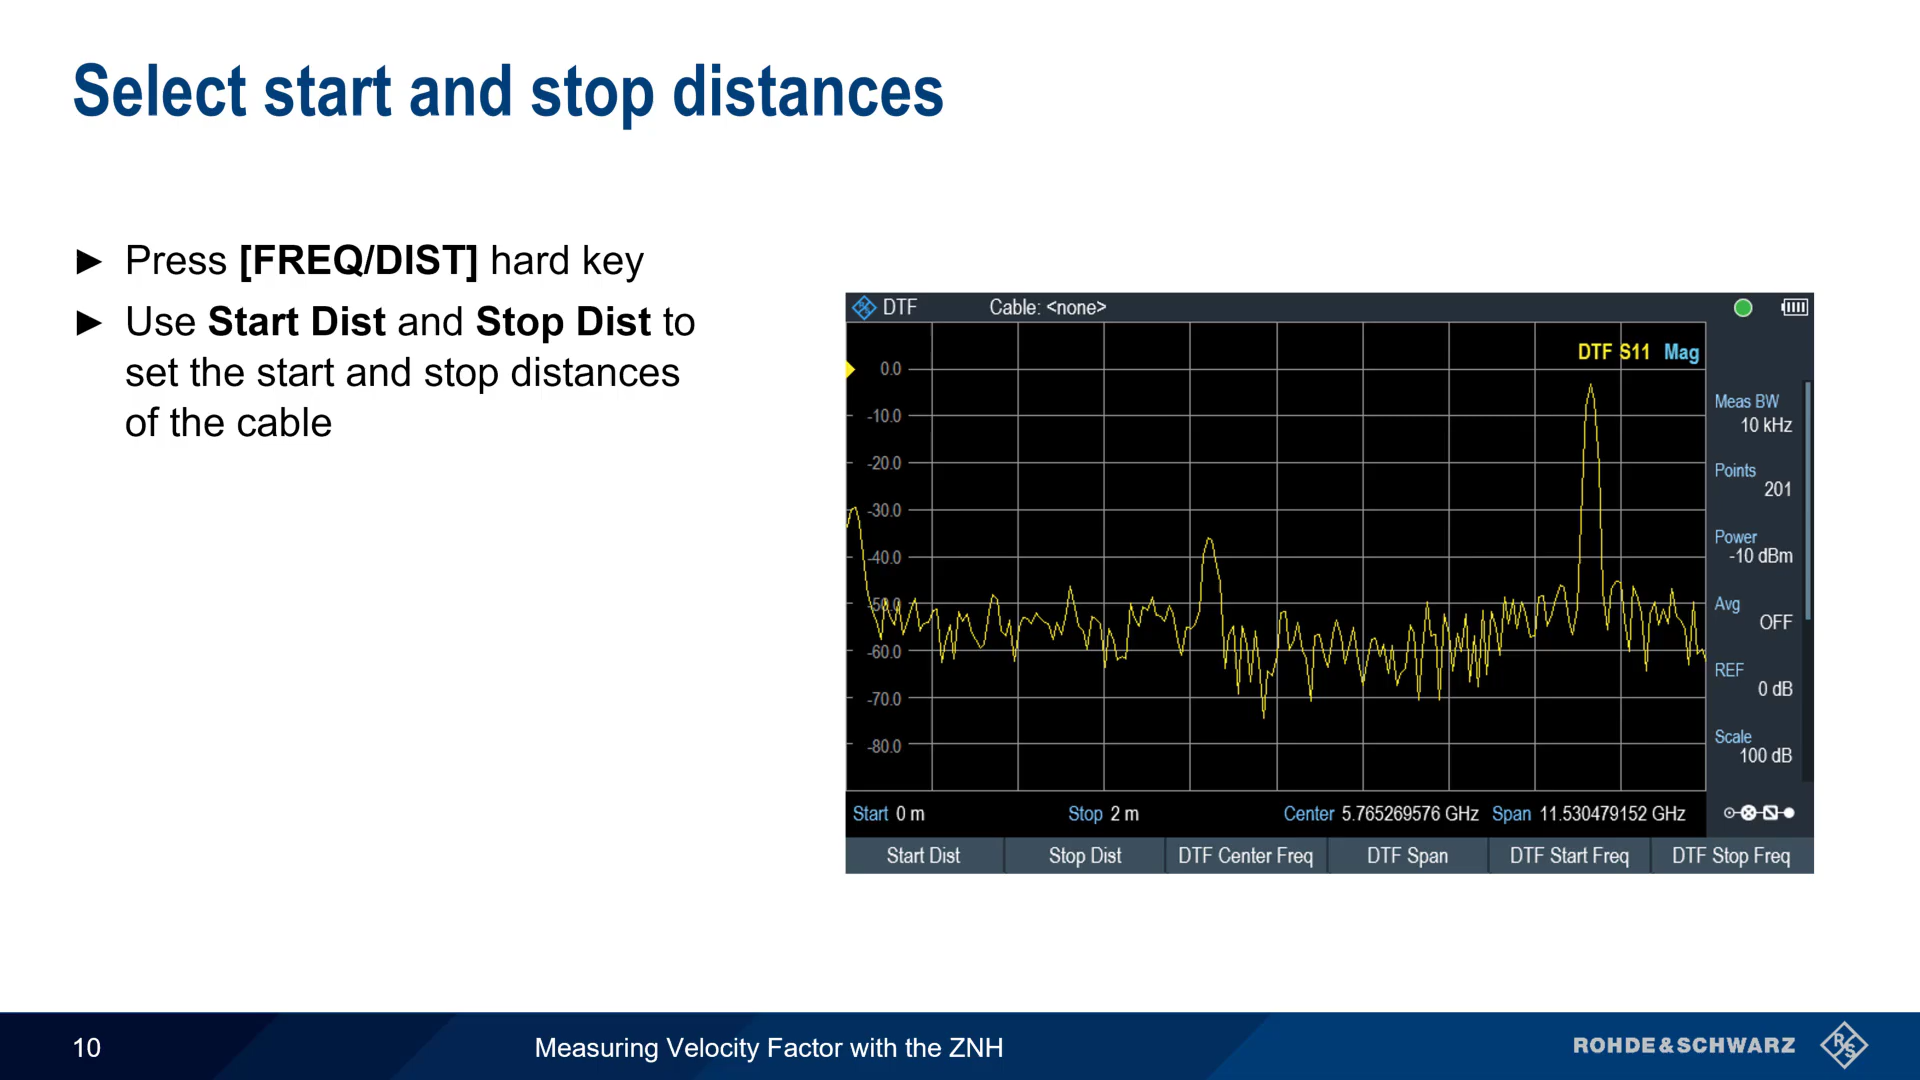 Select start and stop distances
► Press [FREQ/DIST] hard key
► Use Start Dist and Stop Dist to
set the start and stop distances
of the cable
DTF Cable: <none>
DTF S11 Mag
0.0
-10.0
-20.0
-30.0
-40.0
-50.0
-60.0
-70.0
-80.0
Meas BW
10 kHz
Points
201
Power
-10 dBm
Avg
OFF
REF
0 dB
Scale
100 dB
Start 0 m Stop 2 m Center 5.765269576 GHz Span 11.530479152 GHz
Start Dist Stop Dist DTF Center Freq DTF Span DTF Start Freq DTF Stop Freq
10 Measuring Velocity Factor with the ZNH ROHDE&SCHWARZ R&S